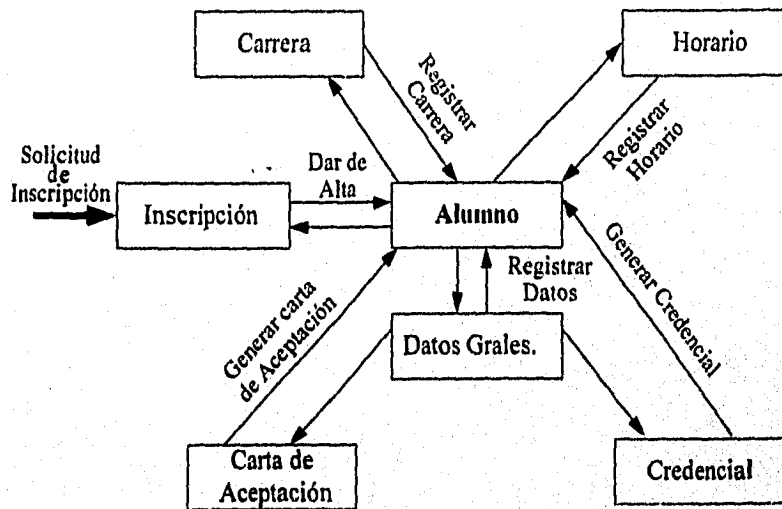 Carrera
Horario
Registrar
Carrera
Registrar
Horario
Solicitud
de
Inscripción
Dar de
Alta
Inscripción
Alumno
Registrar
Datos
Generar carta
de Aceptación
Generar Credencial
Datos Grales.
Carta de
Aceptación
Credencial